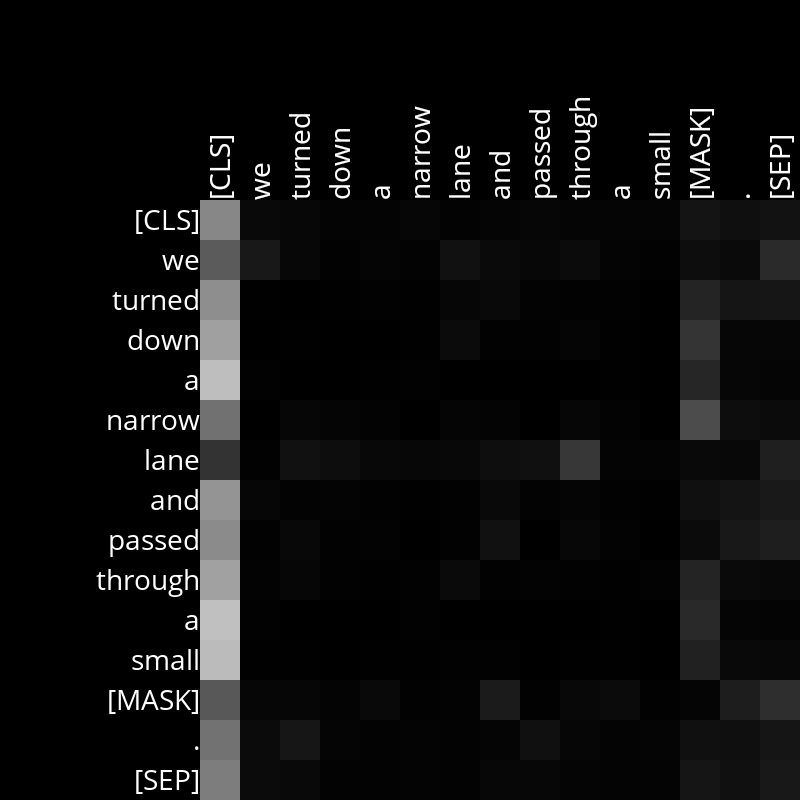 [CLS] we turned down a narrow lane and passed through a small [MASK] . [SEP]
[CLS]
we
turned
down
a
narrow
lane
and
passed
through
a
small
[MASK]
.
[SEP]